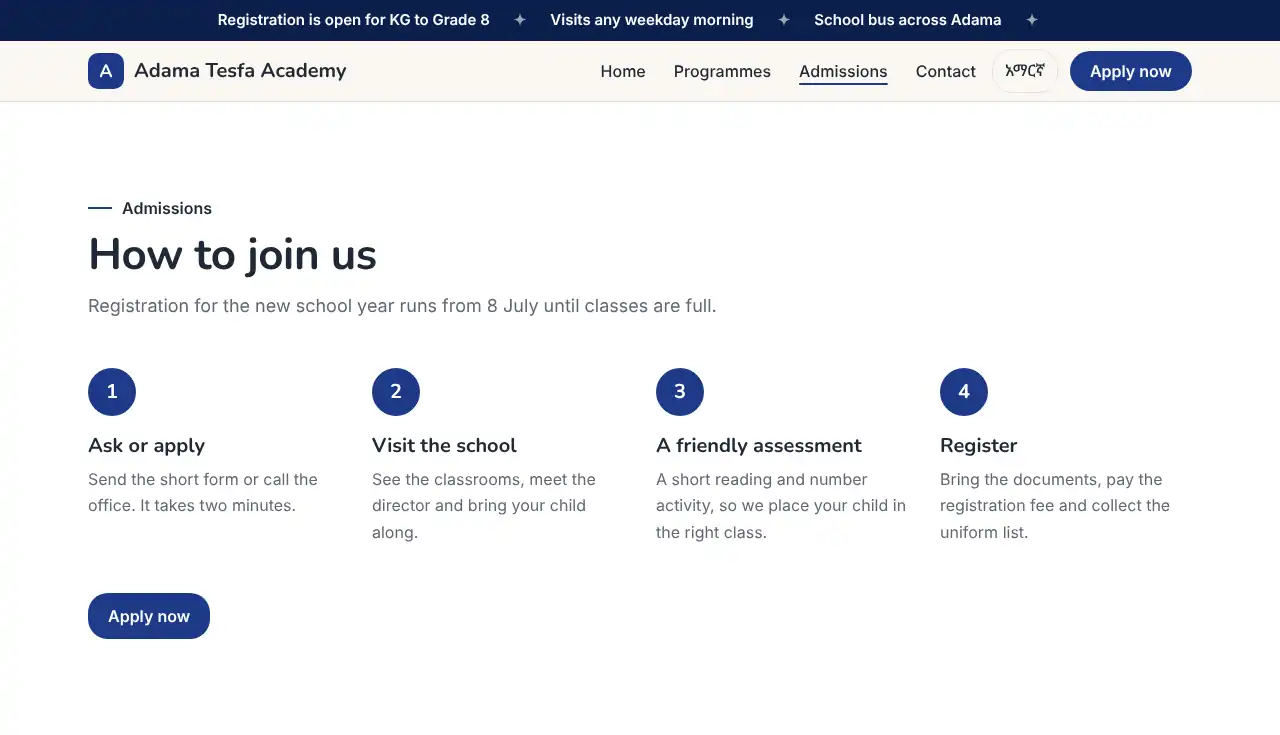 Registration is open for KG to Grade 8 ✦ Visits any weekday morning ✦ School bus across Adama ✦
A Adama Tesfa Academy Home Programmes Admissions Contact አማርኛ Apply now
Admissions
How to join us
Registration for the new school year runs from 8 July until classes are full.
1
Ask or apply
Send the short form or call the
office. It takes two minutes.
2
Visit the school
See the classrooms, meet the
director and bring your child
along.
3
A friendly assessment
A short reading and number
activity, so we place your child in
the right class.
4
Register
Bring the documents, pay the
registration fee and collect the
uniform list.
Apply now